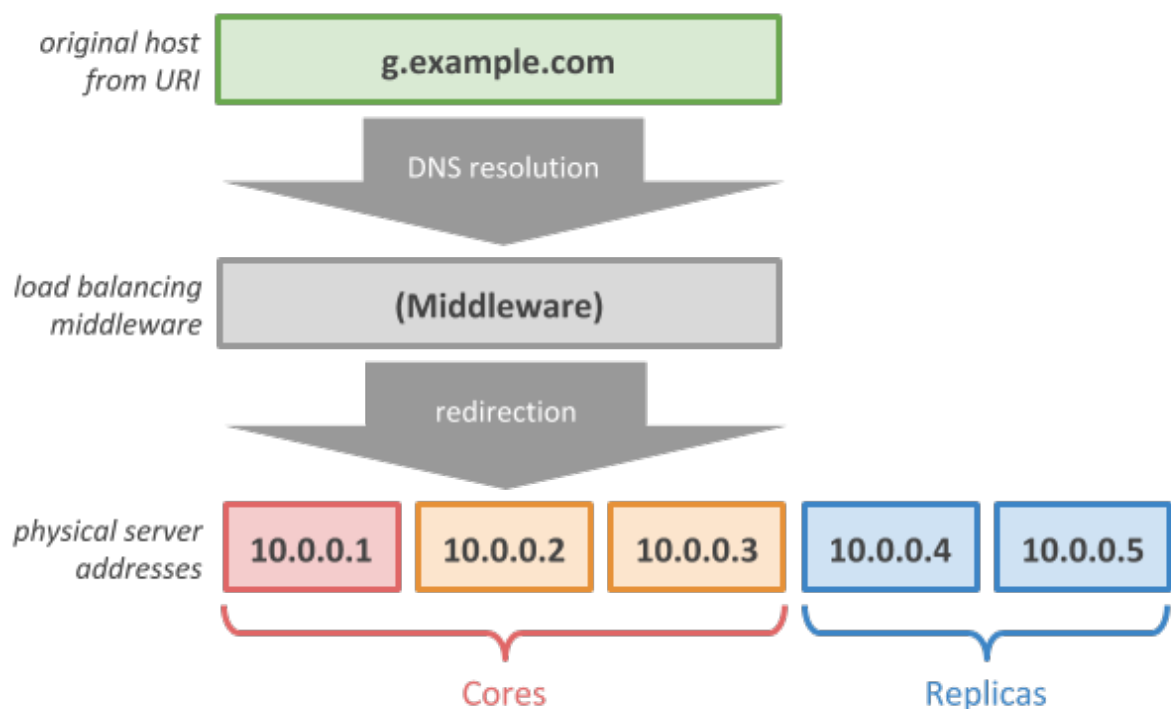 original host
from URI
g.example.com
DNS resolution
load balancing
middleware
(Middleware)
redirection
physical server
addresses
10.0.0.1 10.0.0.2 10.0.0.3 10.0.0.4 10.0.0.5
Cores Replicas